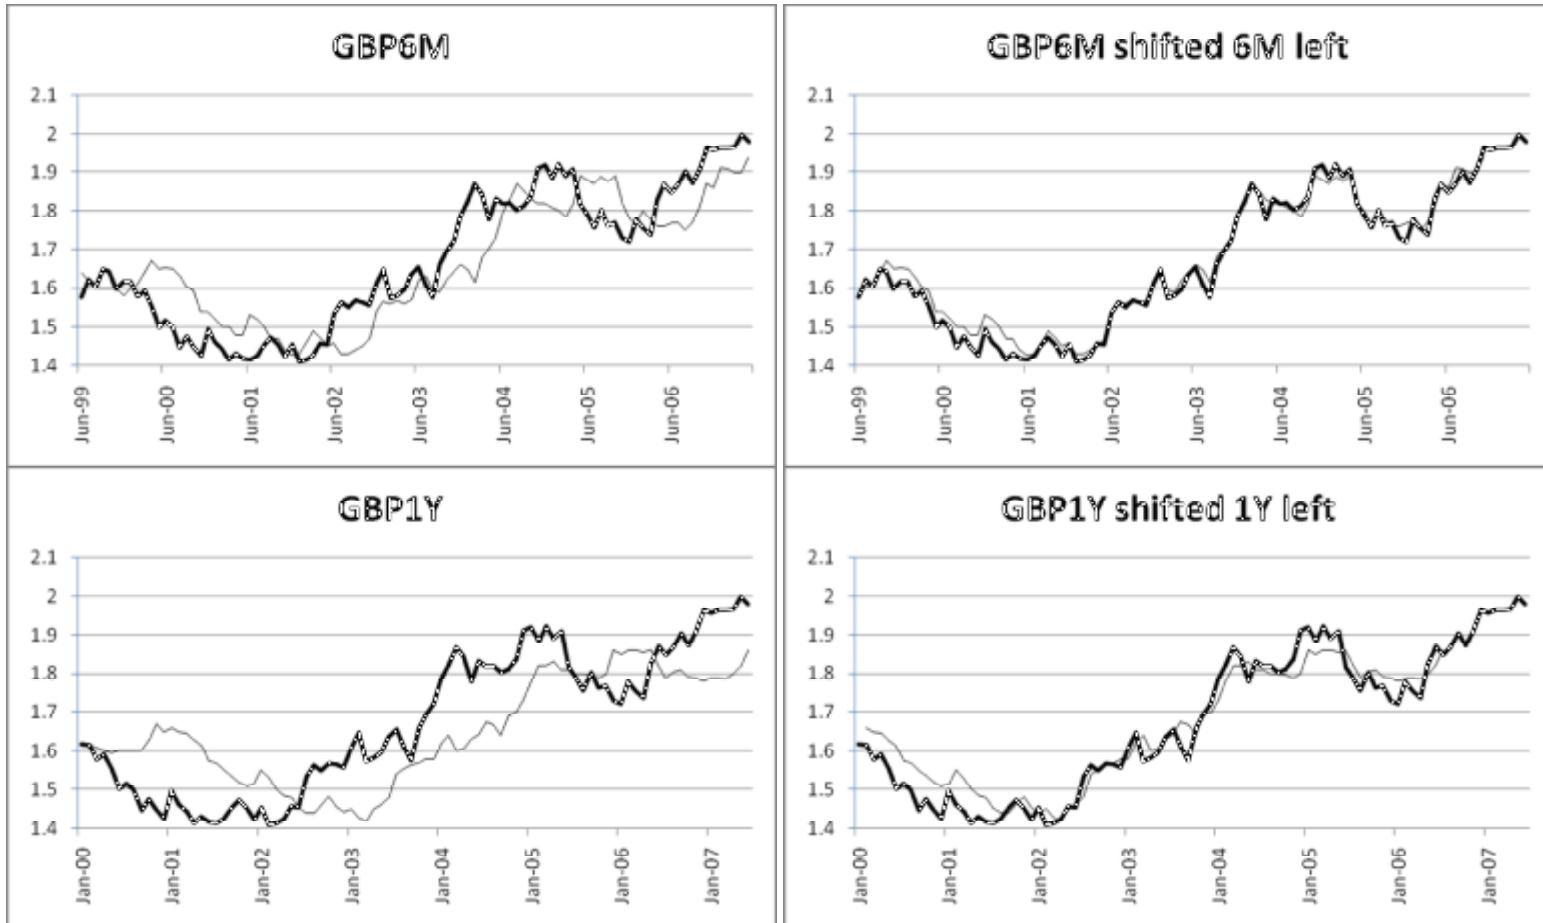 GBP6M
2.1
2
1.9
1.8
1.7
1.6
1.5
1.4
Jun-99
Jun-00
Jun-01
Jun-02
Jun-03
Jun-04
Jun-05
Jun-06
GBP6M shifted 6M left
2.1
2
1.9
1.8
1.7
1.6
1.5
1.4
Jun-99
Jun-00
Jun-01
Jun-02
Jun-03
Jun-04
Jun-05
Jun-06
GBP1Y
2.1
2
1.9
1.8
1.7
1.6
1.5
1.4
Jan-00
Jan-01
Jan-02
Jan-03
Jan-04
Jan-05
Jan-06
Jan-07
GBP1Y shifted 1Y left
2.1
2
1.9
1.8
1.7
1.6
1.5
1.4
Jan-00
Jan-01
Jan-02
Jan-03
Jan-04
Jan-05
Jan-06
Jan-07